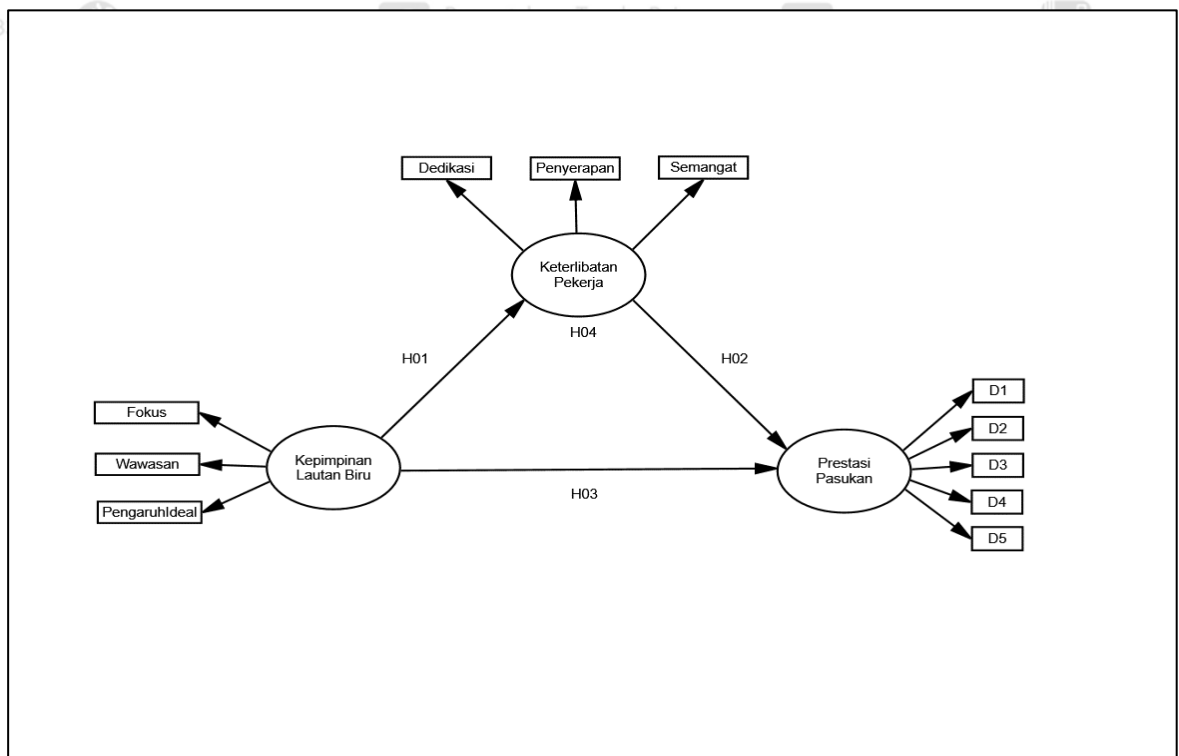 Dedikasi
Penyerapan
Semangat
Keterlibatan
Pekerja
H04
H01
H02
Fokus
Wawasan
PengaruhIdeal
Kepimpinan
Lautan Biru
H03
Prestasi
Pasukan
D1
D2
D3
D4
D5